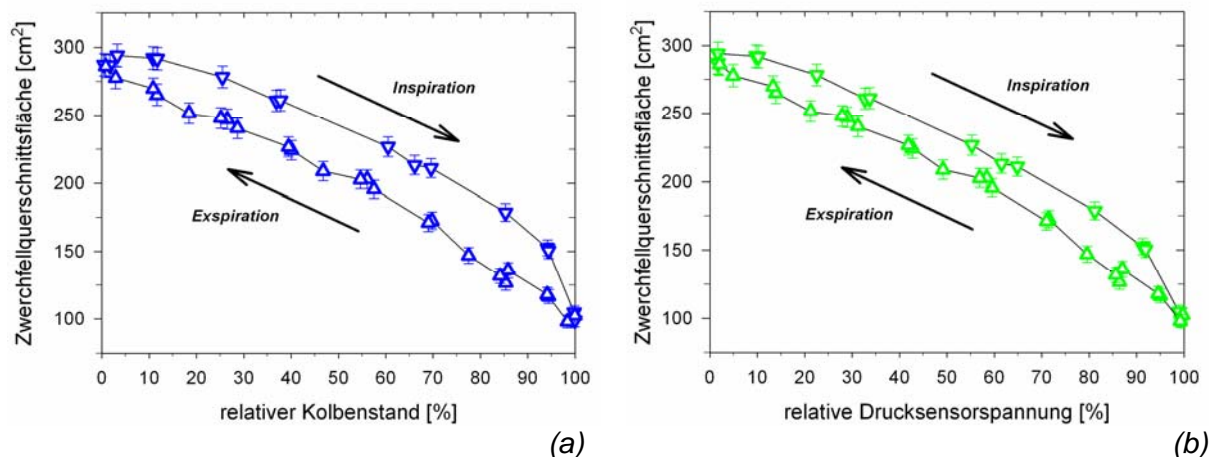 Zwerchfellquerschnittsfläche [cm²]
300
250
200
150
100
Inspiration
Exspiration
0 10 20 30 40 50 60 70 80 90 100
relativer Kolbenstand [%]
(a)
Zwerchfellquerschnittsfläche [cm²]
300
250
200
150
100
Inspiration
Exspiration
0 10 20 30 40 50 60 70 80 90 100
relative Drucksensorspannung [%]
(b)